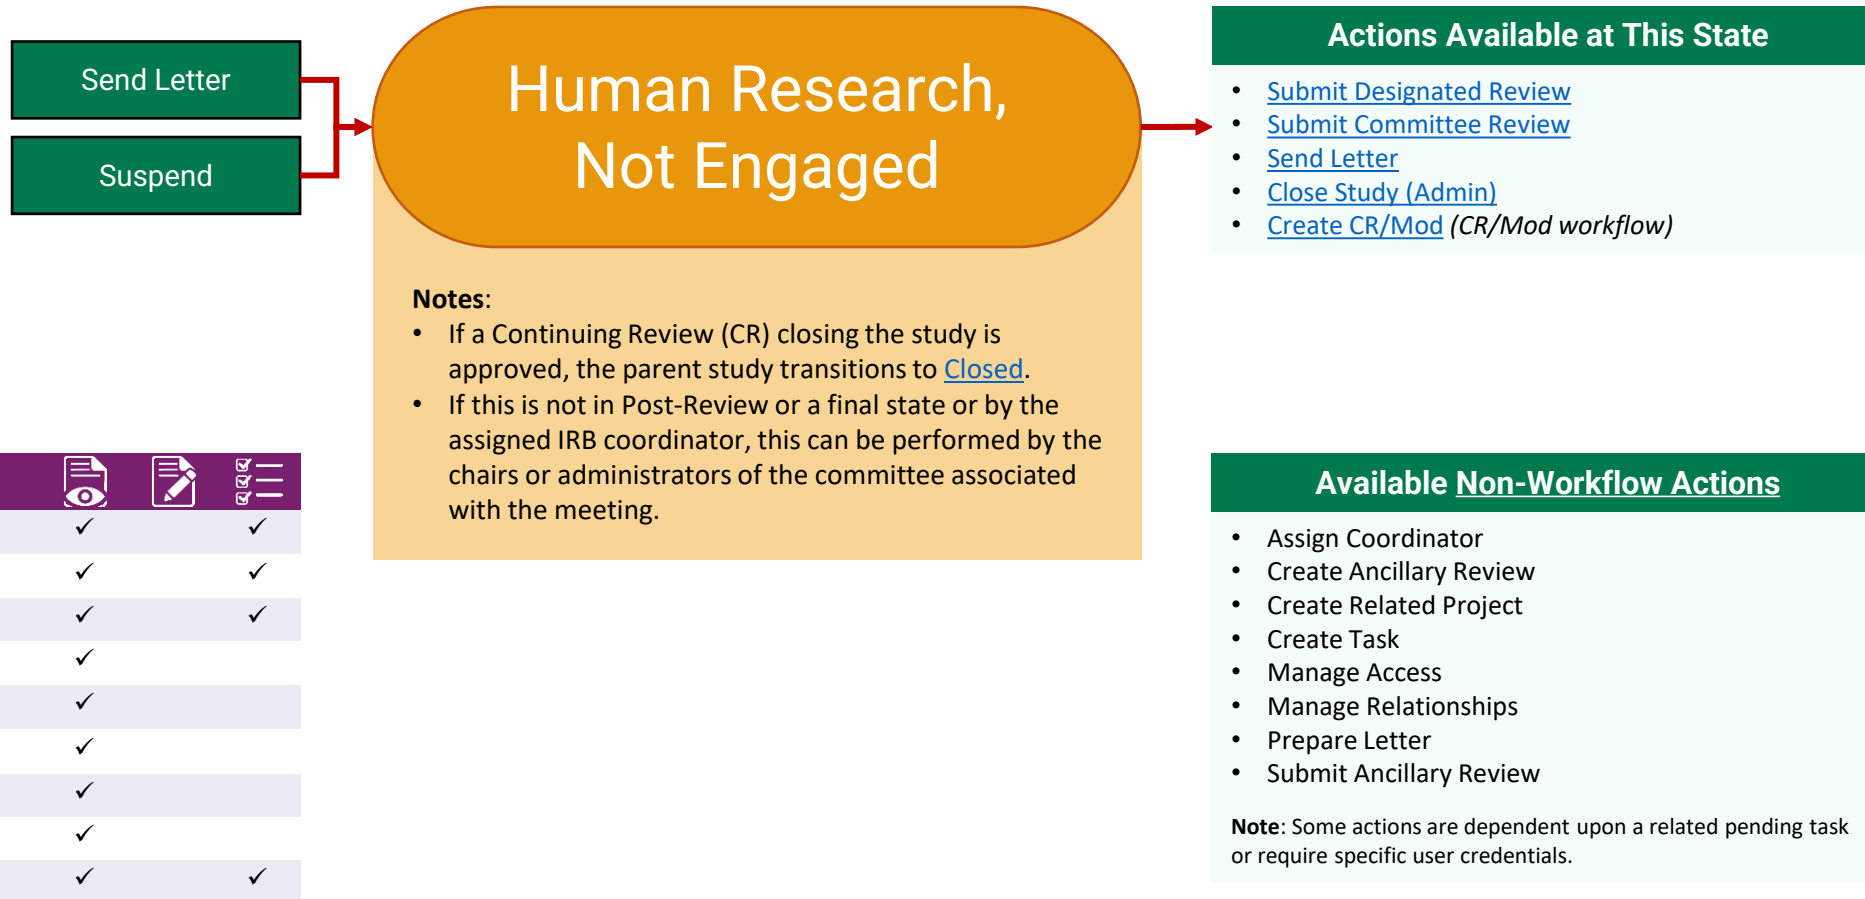 Send Letter
Suspend
Human Research,
Not Engaged
Notes:
• If a Continuing Review (CR) closing the study is
approved, the parent study transitions to Closed.
• If this is not in Post-Review or a final state or by the
assigned IRB coordinator, this can be performed by the
chairs or administrators of the committee associated
with the meeting.
Actions Available at This State
• Submit Designated Review
• Submit Committee Review
• Send Letter
• Close Study (Admin)
• Create CR/Mod (CR/Mod workflow)
Available Non-Workflow Actions
• Assign Coordinator
• Create Ancillary Review
• Create Related Project
• Create Task
• Manage Access
• Manage Relationships
• Prepare Letter
• Submit Ancillary Review
Note: Some actions are dependent upon a related pending task
or require specific user credentials.